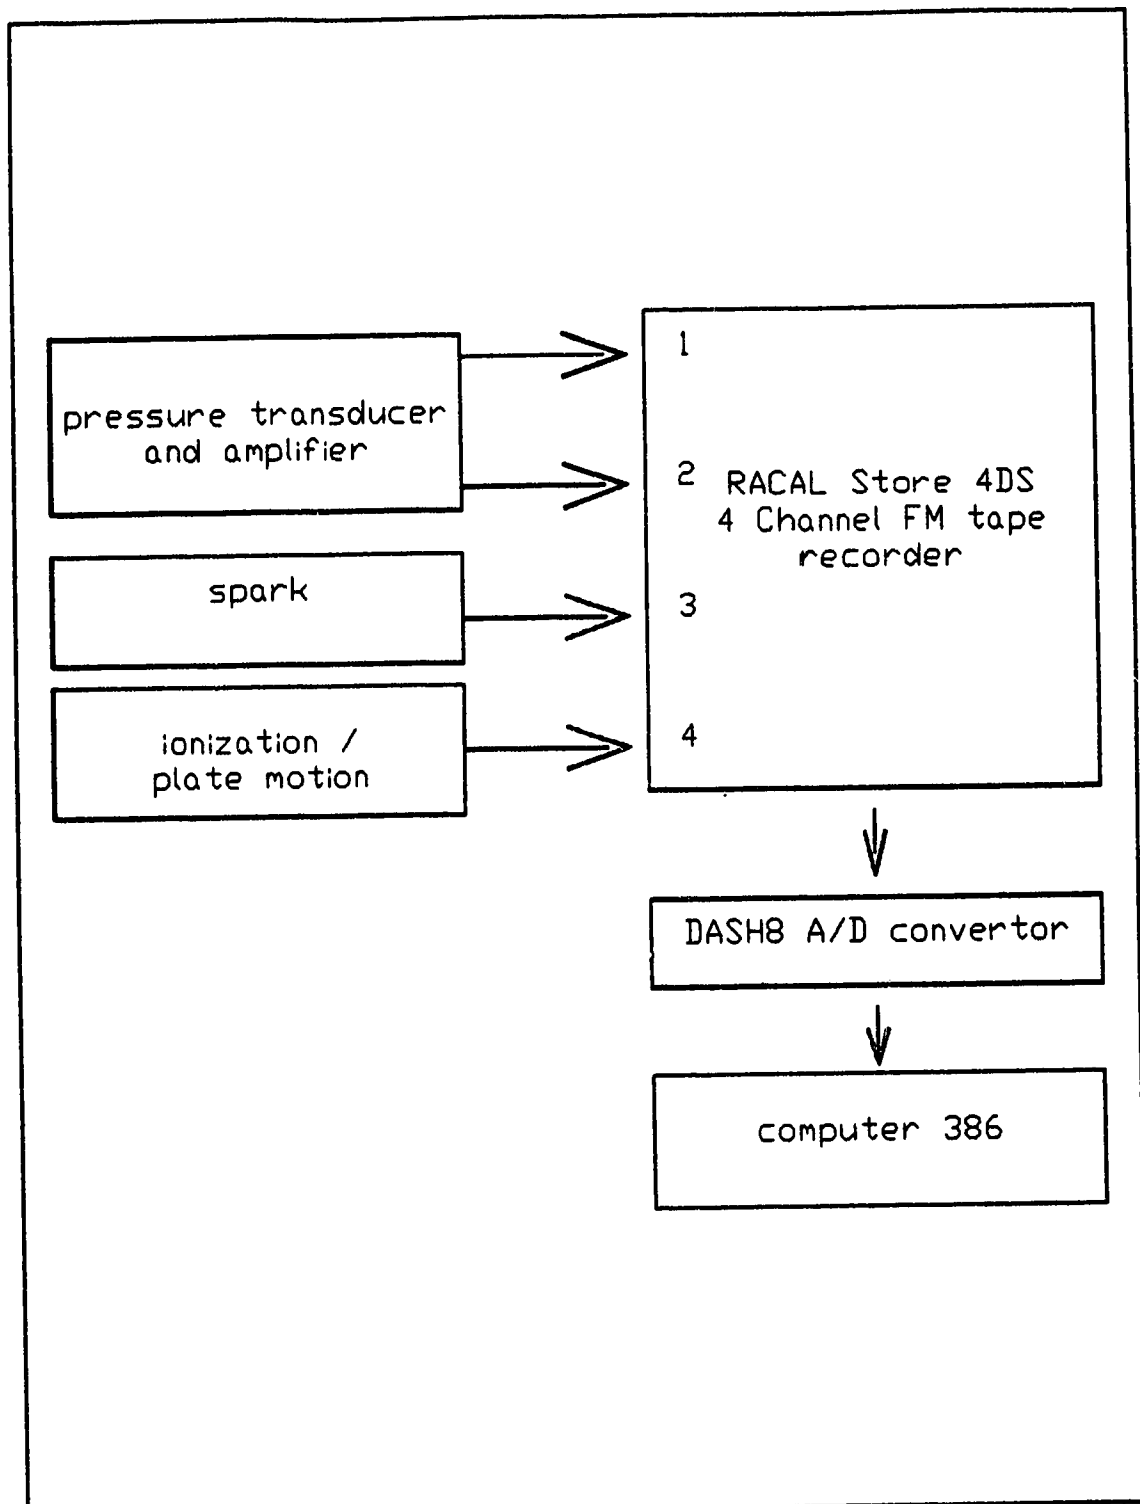 pressure transducer
and amplifier
spark
ionization /
plate motion
1
2
3
4
RACAL Store 4DS
4 Channel FM tape
recorder
DASH8 A/D convertor
computer 386